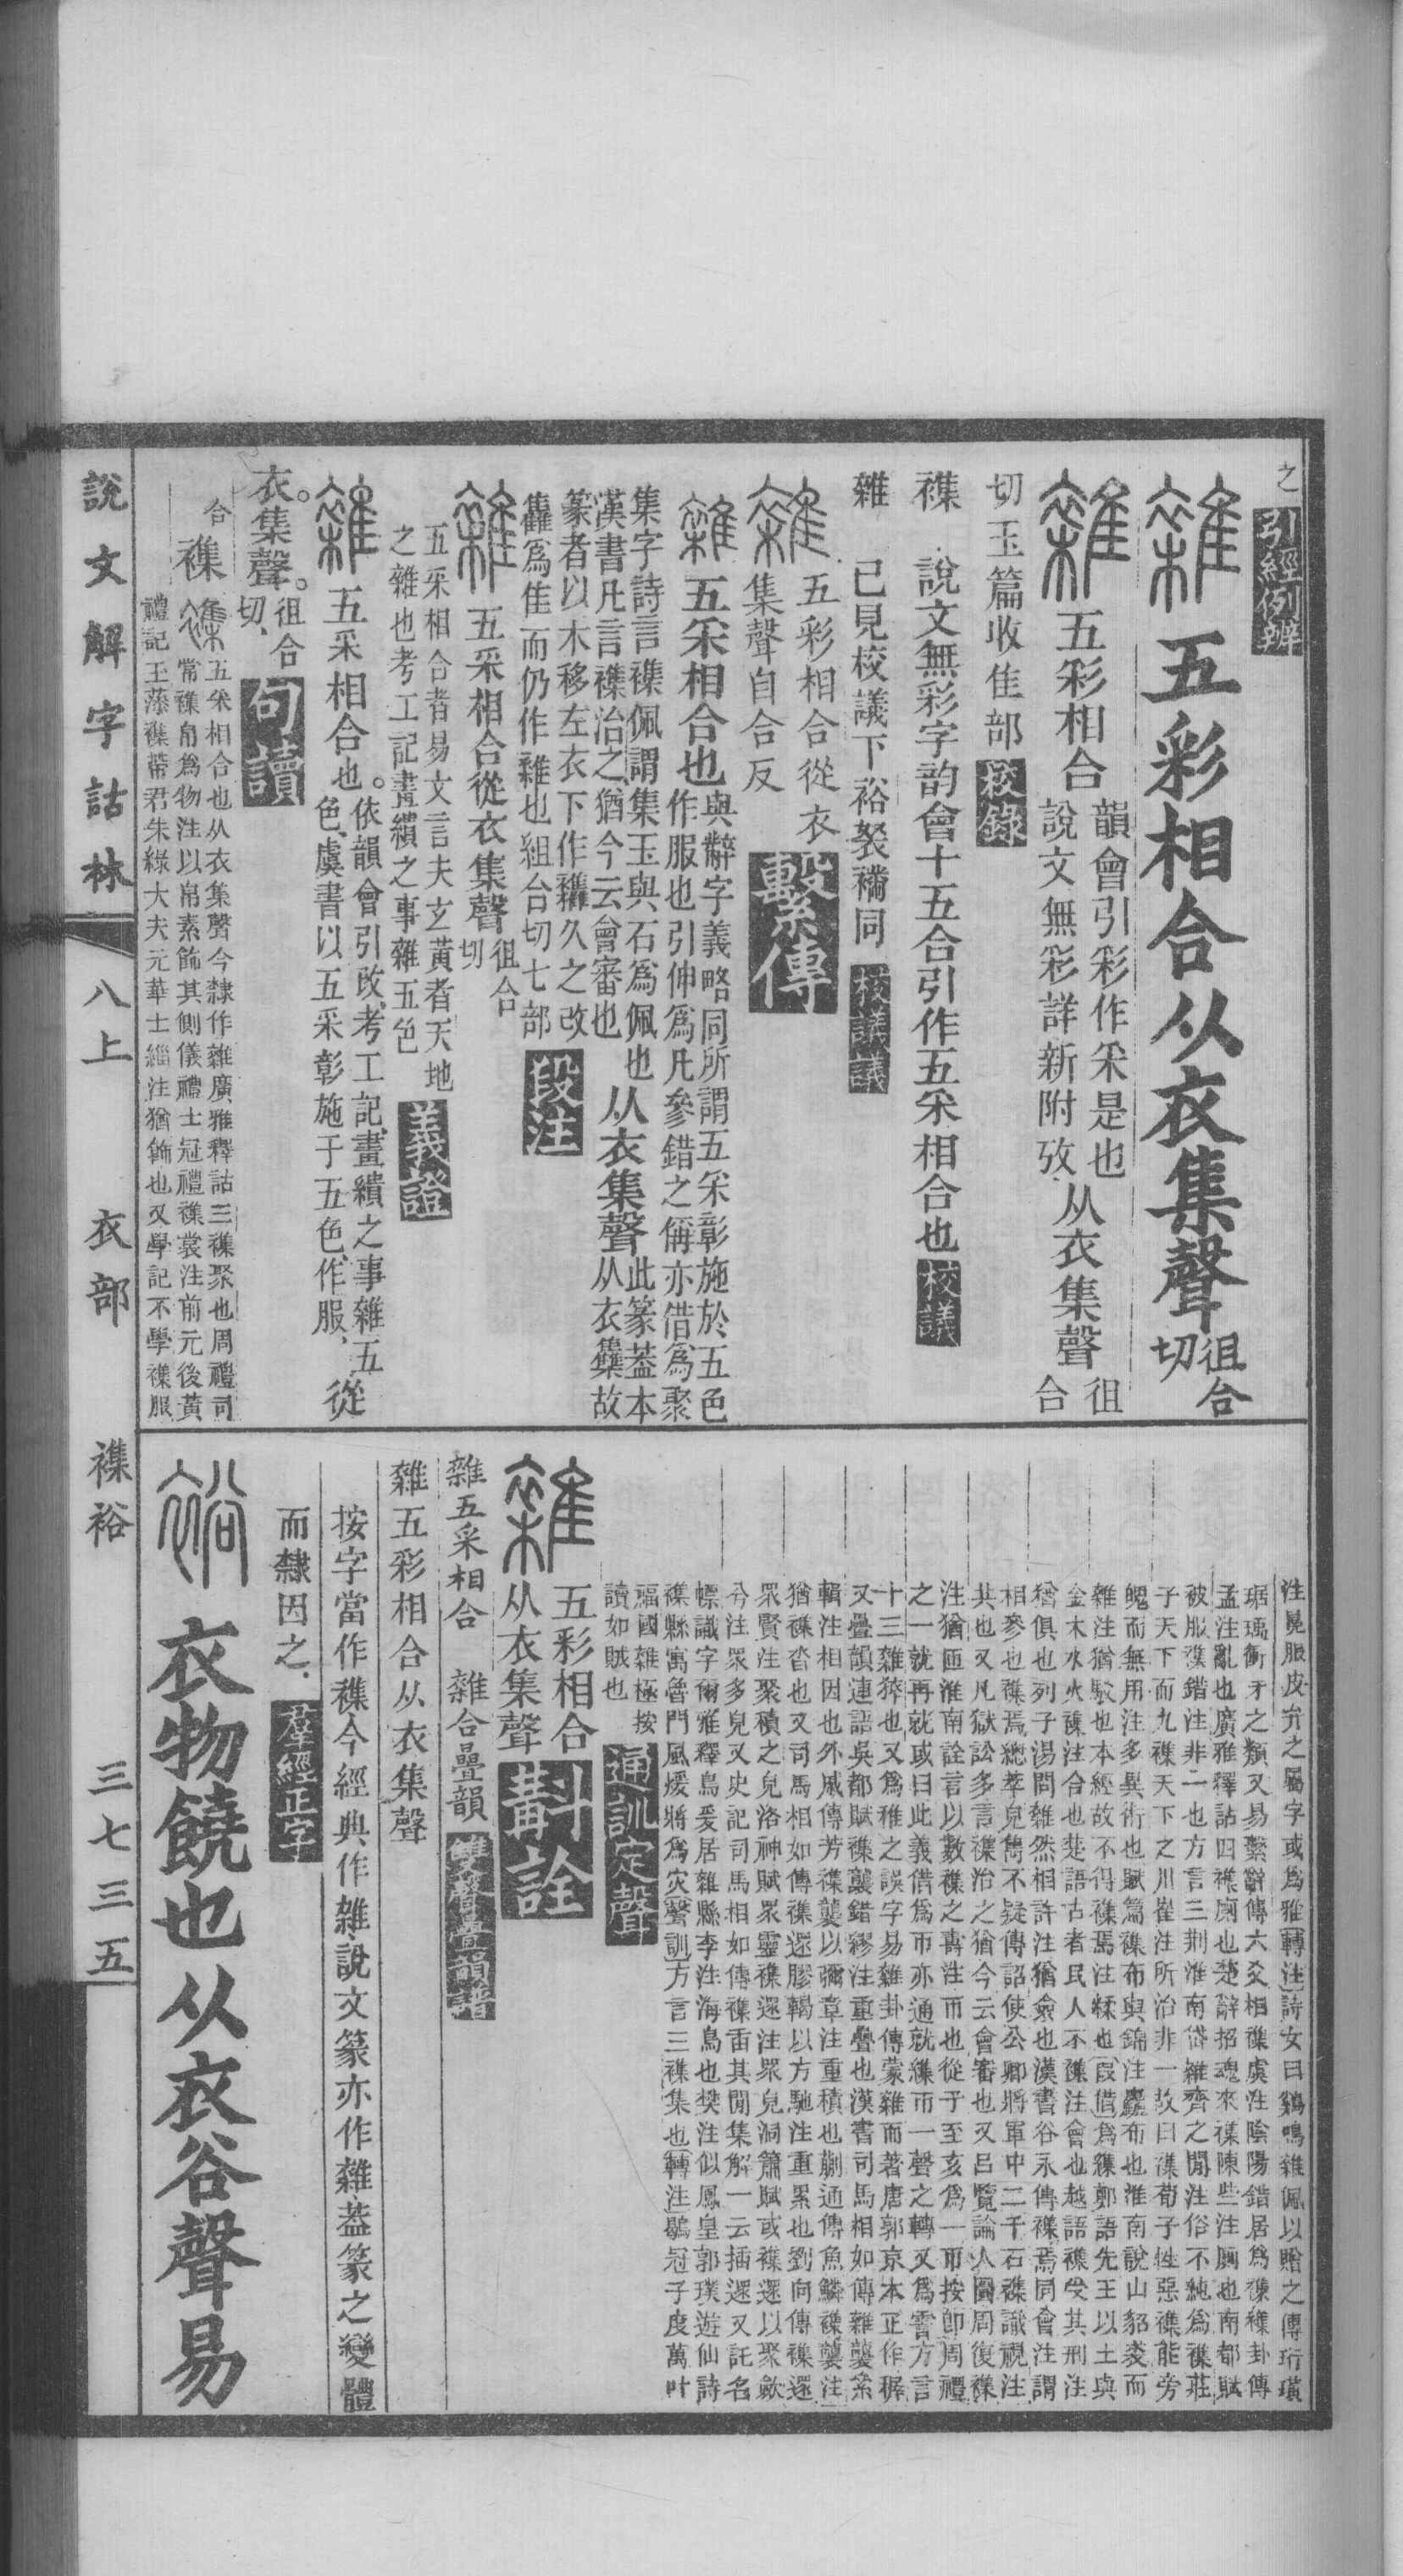 之 引經例辨
雜 五彩相合从衣集聲徂合切
雜 五彩相合韻會引彩作采是也說文無彩詳新附攷从衣集聲徂合
切玉篇收隹部 校錄
襍 說文無彩字韵會十五合引作五采相合也 校議
雜 已見校議下裕裻襺同 校議議
雜 五彩相合從衣集聲自合反 繫傳
雜 五采相合也與辭字義略同所謂五采彰施於五色作服也引伸爲凡參錯之偁亦借爲聚
集字詩言襍佩謂集玉與石爲佩也漢書凡言襍治之猶今云會審也从衣集聲此篆葢本从衣雧故
篆者以木移左衣下作雥久之改雥爲隹而仍作雜也組合切七部 段注
雜 五采相合從衣集聲徂合切
五采相合者易文言夫玄黃者天地之雜也考工記畫繢之事雜五色 義證
雜 五采相合也。依韻會引改考工記畫繢之事雜五色虞書以五采彰施于五色作服從
衣。集聲。徂合切 句讀
合 襍 五采相合也从衣集聲今隸作雜廣雅釋詁三襍聚也周禮司常襍帛爲物注以帛素飾其側儀禮士冠禮襍裳注前元後黃
禮記玉藻襍帶君朱綠大夫元華士緇注猶飾也又學記不學襍服
注冕服皮弁之屬字或爲雅轉注詩女曰鷄鳴雜佩以贈之傳珩璜
琚瑀衝牙之類又易繫辭傳六爻相襍虞注陰陽錯居爲襍襍卦傳
孟注亂也廣雅釋詁四襍廁也楚辭招魂來襍陳些注廁也南都賦
被服襍錯注非一也方言三荆淮南岱雜齊之閒注俗不純爲襍莊
子天下而九襍天下之川崔注所治非一故曰襍荀子性惡襍能旁
魄而無用注多異術也賦篇襍布與錦注麤布也淮南說山貂裘而
雜注猶駁也本經故不得襍焉注糅也叚借爲雧鄭語先王以土與
金木水火襍注合也楚語古者民人不襍注會也越語襍受其刑注
猶俱也列子湯問雜然相許注猶僉也漢書谷永傳襍焉同會注謂
相參也襍焉總萃皃雋不疑傳詔使公卿將軍中二千石襍識視注
共也又凡獄訟多言襍治之猶今云會審也又呂覽論人圜周復襍
注猶匝淮南詮言以數襍之壽注帀也從子至亥爲一帀按卽周禮
之一就再就或曰此義借爲帀亦通就襍帀一聲之轉又爲雥方言
十三雜猝也又爲稚之誤字易雜卦傳蒙雜而著唐郭京本正作稺
又疊韻連語吳都賦襍襲錯繆注重疊也漢書司馬相如傳雜襲絫
輯注相因也外戚傳芳襍襲以彌章注重積也蒯通傳魚鱗襍襲注
猶襍沓也又司馬相如傳襍遝膠輵以方馳注重累也劉向傳襍遝
眾賢注聚積之皃洛神賦眾靈襍遝注眾皃洞簫賦或襍遝以聚斂
兮注眾多皃又史記司馬相如傳襍臿其閒集解一云插遝又託名
幖識字爾雅釋鳥爰居雜縣李注海鳥也樊注似鳳皇郭璞遊仙詩
襍縣寓魯門風煖將爲灾聲訓方言三襍集也轉注鶡冠子度萬叶
福國雜極按讀如賊也 通訓定聲
雜 五彩相合从衣集聲 斠詮
雜五采相合 雜合疊韻 雙聲疊韻譜
雜五彩相合从衣集聲
按字當作襍今經典作雜說文篆亦作雜葢篆之變體
而隸因之 羣經正字
裕 衣物饒也从衣谷聲易
說文解字詁林 八上 衣部 襍裕 三七三五